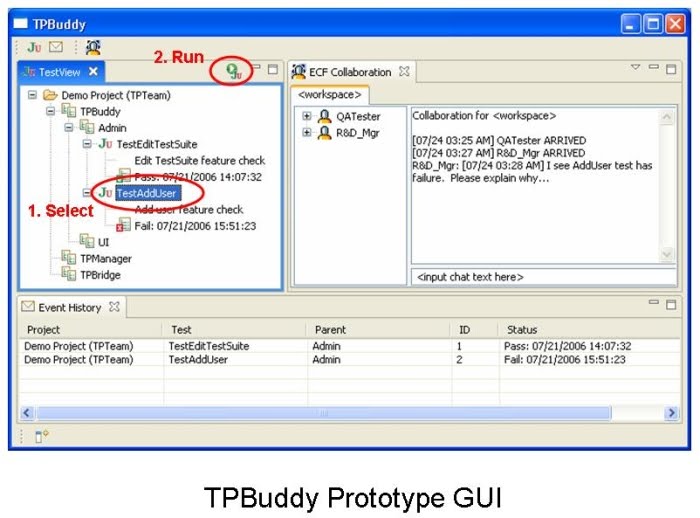 TPBuddy
2. Run
TestView
Demo Project (TPTeam)
TPBuddy
Admin
TestEditTestSuite
Edit TestSuite feature check
Pass: 07/21/2006 14:07:32
TestAddUser
1. Select
Add user feature check
Fail: 07/21/2006 15:51:23
UI
TPManager
TPBridge
ECF Collaboration
<workspace>
QATester
R&D_Mgr
Collaboration for <workspace>
[07/24 03:25 AM] QATester ARRIVED
[07/24 03:27 AM] R&D_Mgr ARRIVED
R&D_Mgr: [07/24 03:28 AM] I see AddUser test has
failure. Please explain why...
<input chat text here>
Event History
Project Test Parent ID Status
Demo Project (TPTeam) TestEditTestSuite Admin 1 Pass: 07/21/2006 14:07:32
Demo Project (TPTeam) TestAddUser Admin 2 Fail: 07/21/2006 15:51:23
TPBuddy Prototype GUI